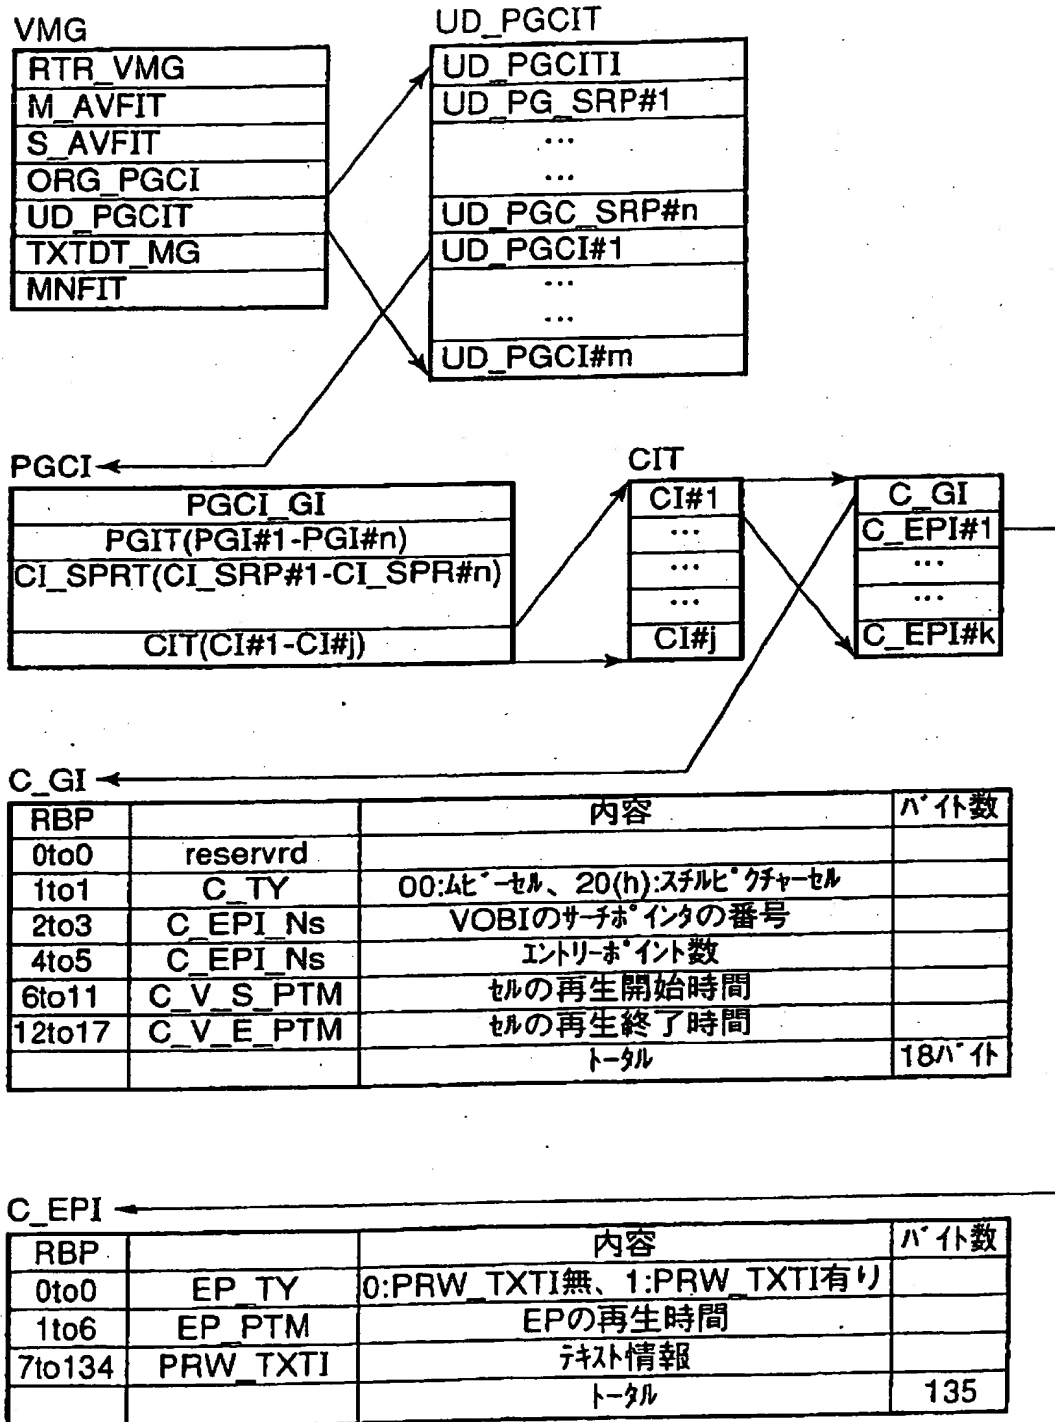 VMG
RTR_VMG
M_AVFIT
S_AVFIT
ORG_PGCI
UD_PGCIT
TXTDT_MG
MNFIT
UD_PGCIT
UD_PGCITI
UD_PG_SRP#1
...
...
UD_PGC_SRP#n
UD_PGCI#1
...
...
UD_PGCI#m
PGCI
PGCI_GI
PGIT(PGI#1-PGI#n)
CI_SPRT(CI_SRP#1-CI_SPR#n)
CIT(CI#1-CI#j)
CIT
CI#1
...
...
...
CI#j
C_GI
C_EPI#1
...
...
C_EPI#k
C_GI
RBP 内容 バイト数
0to0 reservrd
1to1 C_TY 00:ムビーセル、20(h):スチルピクチャーセル
2to3 C_EPI_Ns VOBIのサーチポインタの番号
4to5 C_EPI_Ns エントリーポイント数
6to11 C_V_S_PTM セルの再生開始時間
12to17 C_V_E_PTM セルの再生終了時間
トータル 18バイト
C_EPI
RBP 内容 バイト数
0to0 EP_TY 0:PRW_TXTI無、1:PRW_TXTI有り
1to6 EP_PTM EPの再生時間
7to134 PRW_TXTI テキスト情報
トータル 135